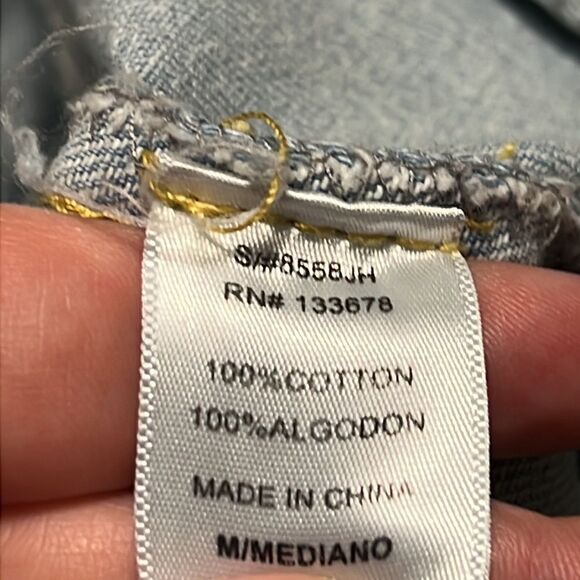 S/#8558JH
RN# 133678
100%COTTON
100%ALGODON
MADE IN CHINA
M/MEDIANO